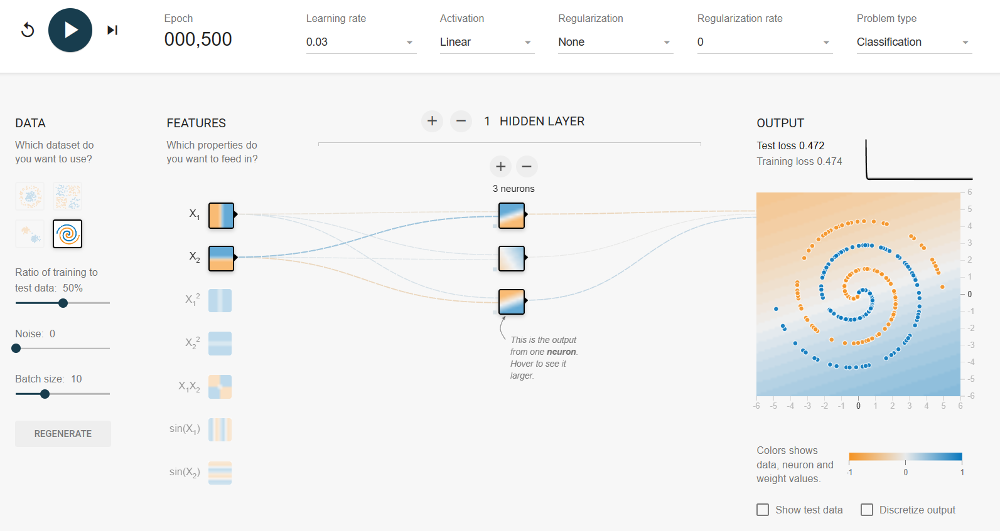 Epoch
000,500
Learning rate
0.03
Activation
Linear
Regularization
None
Regularization rate
0
Problem type
Classification
DATA
Which dataset do
you want to use?
Ratio of training to
test data: 50%
Noise: 0
Batch size: 10
REGENERATE
FEATURES
Which properties do
you want to feed in?
X1
X2
X1²
X2²
X1X2
sin(X1)
sin(X2)
+ − 1 HIDDEN LAYER
+ −
3 neurons
This is the output
from one neuron.
Hover to see it
larger.
OUTPUT
Test loss 0.472
Training loss 0.474
6
5
4
3
2
1
0
-1
-2
-3
-4
-5
-6
-6 -5 -4 -3 -2 -1 0 1 2 3 4 5 6
Colors shows
data, neuron and
weight values.
-1 0 1
Show test data
Discretize output